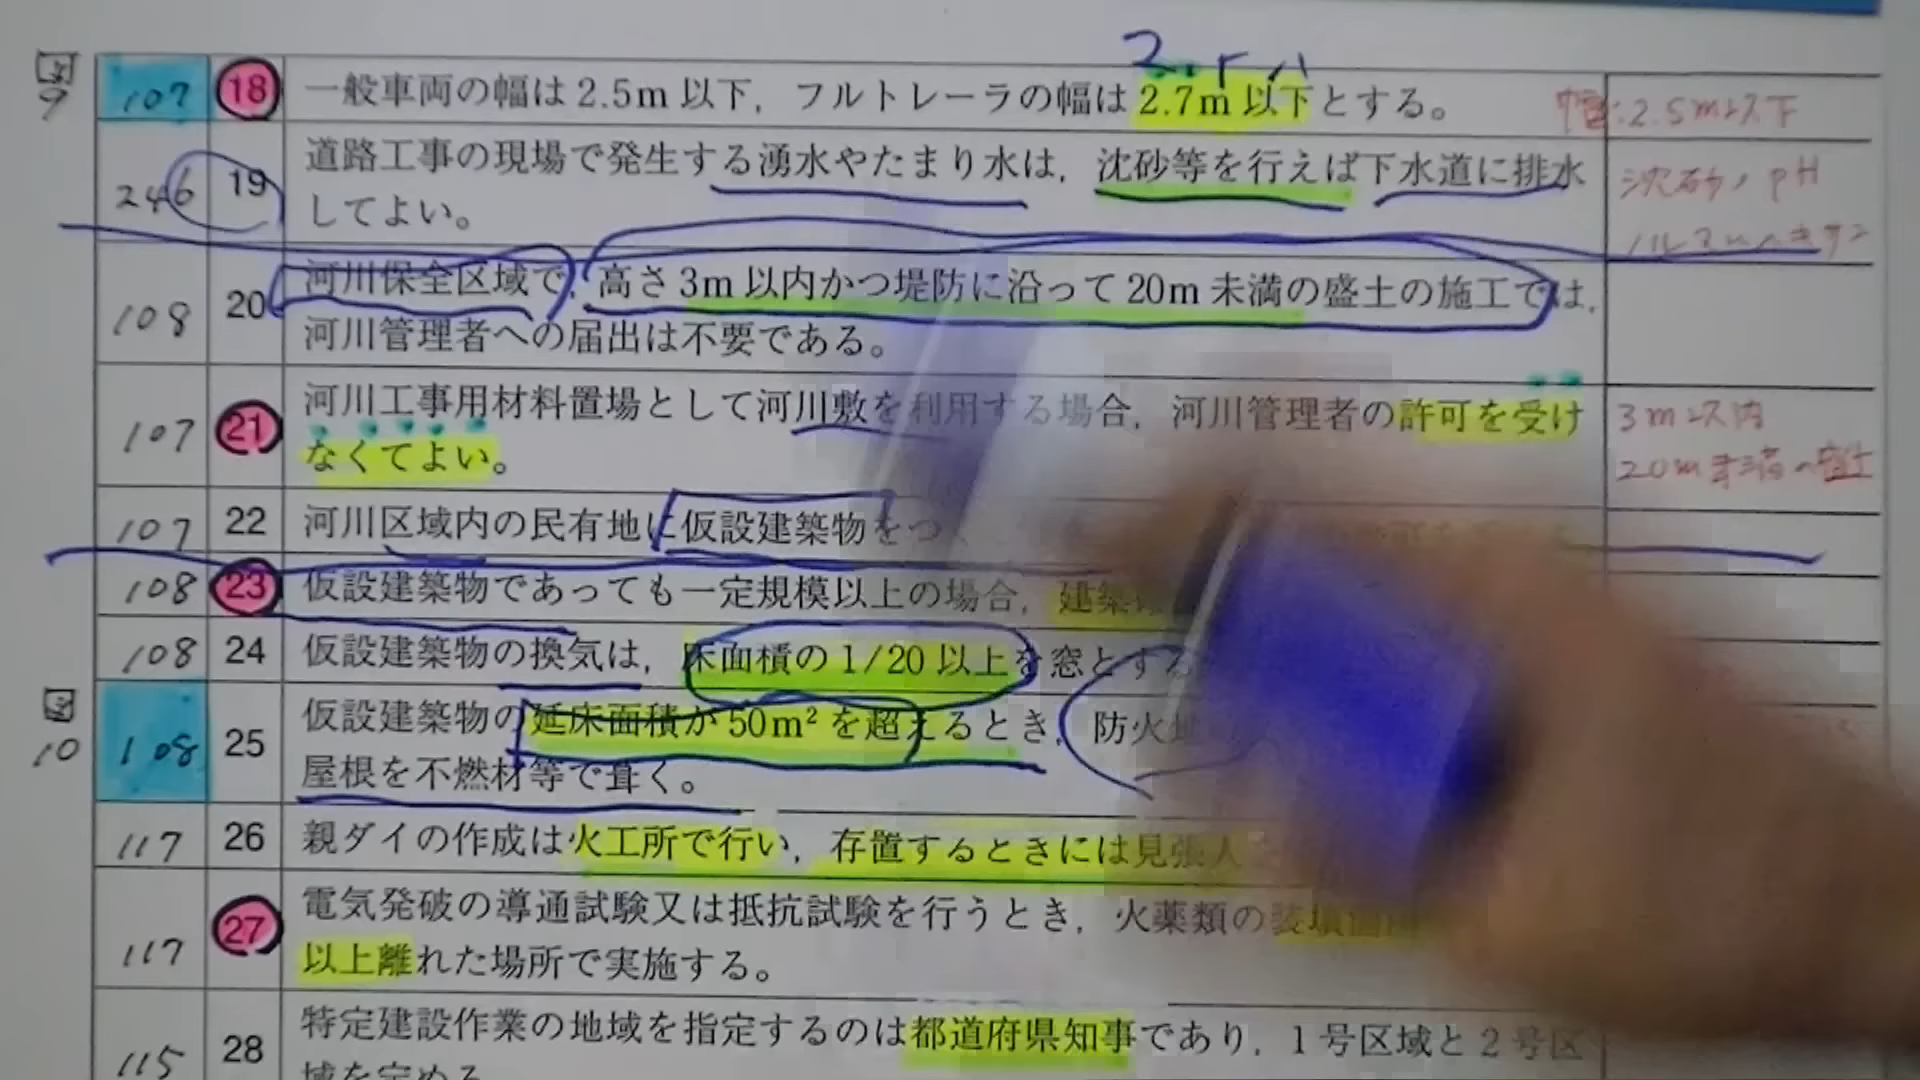 図 9
107 18 一般車両の幅は 2.5m 以下，フルトレーラの幅は 2.7m 以下とする。 幅:2.5m以下
246 19 道路工事の現場で発生する湧水やたまり水は，沈砂等を行えば下水道に排水 沈砂 pH
してよい。
108 20 河川保全区域で，高さ 3m 以内かつ堤防に沿って 20m 未満の盛土の施工では，
河川管理者への届出は不要である。
107 21 河川工事用材料置場として河川敷を利用する場合，河川管理者の許可を受け 3m以内
なくてよい。 20m未満の盛土
107 22 河川区域内の民有地に仮設建築物をつ
108 23 仮設建築物であっても一定規模以上の場合，建築
108 24 仮設建築物の換気は，床面積の 1/20 以上を窓とする
図 10
108 25 仮設建築物の延床面積が 50m² を超えるとき，防火地
屋根を不燃材等で葺く。
117 26 親ダイの作成は火工所で行い，存置するときには見張人
117 27 電気発破の導通試験又は抵抗試験を行うとき，火薬類の装填箇所
以上離れた場所で実施する。
115 28 特定建設作業の地域を指定するのは都道府県知事であり，1 号区域と 2 号区
域を定める